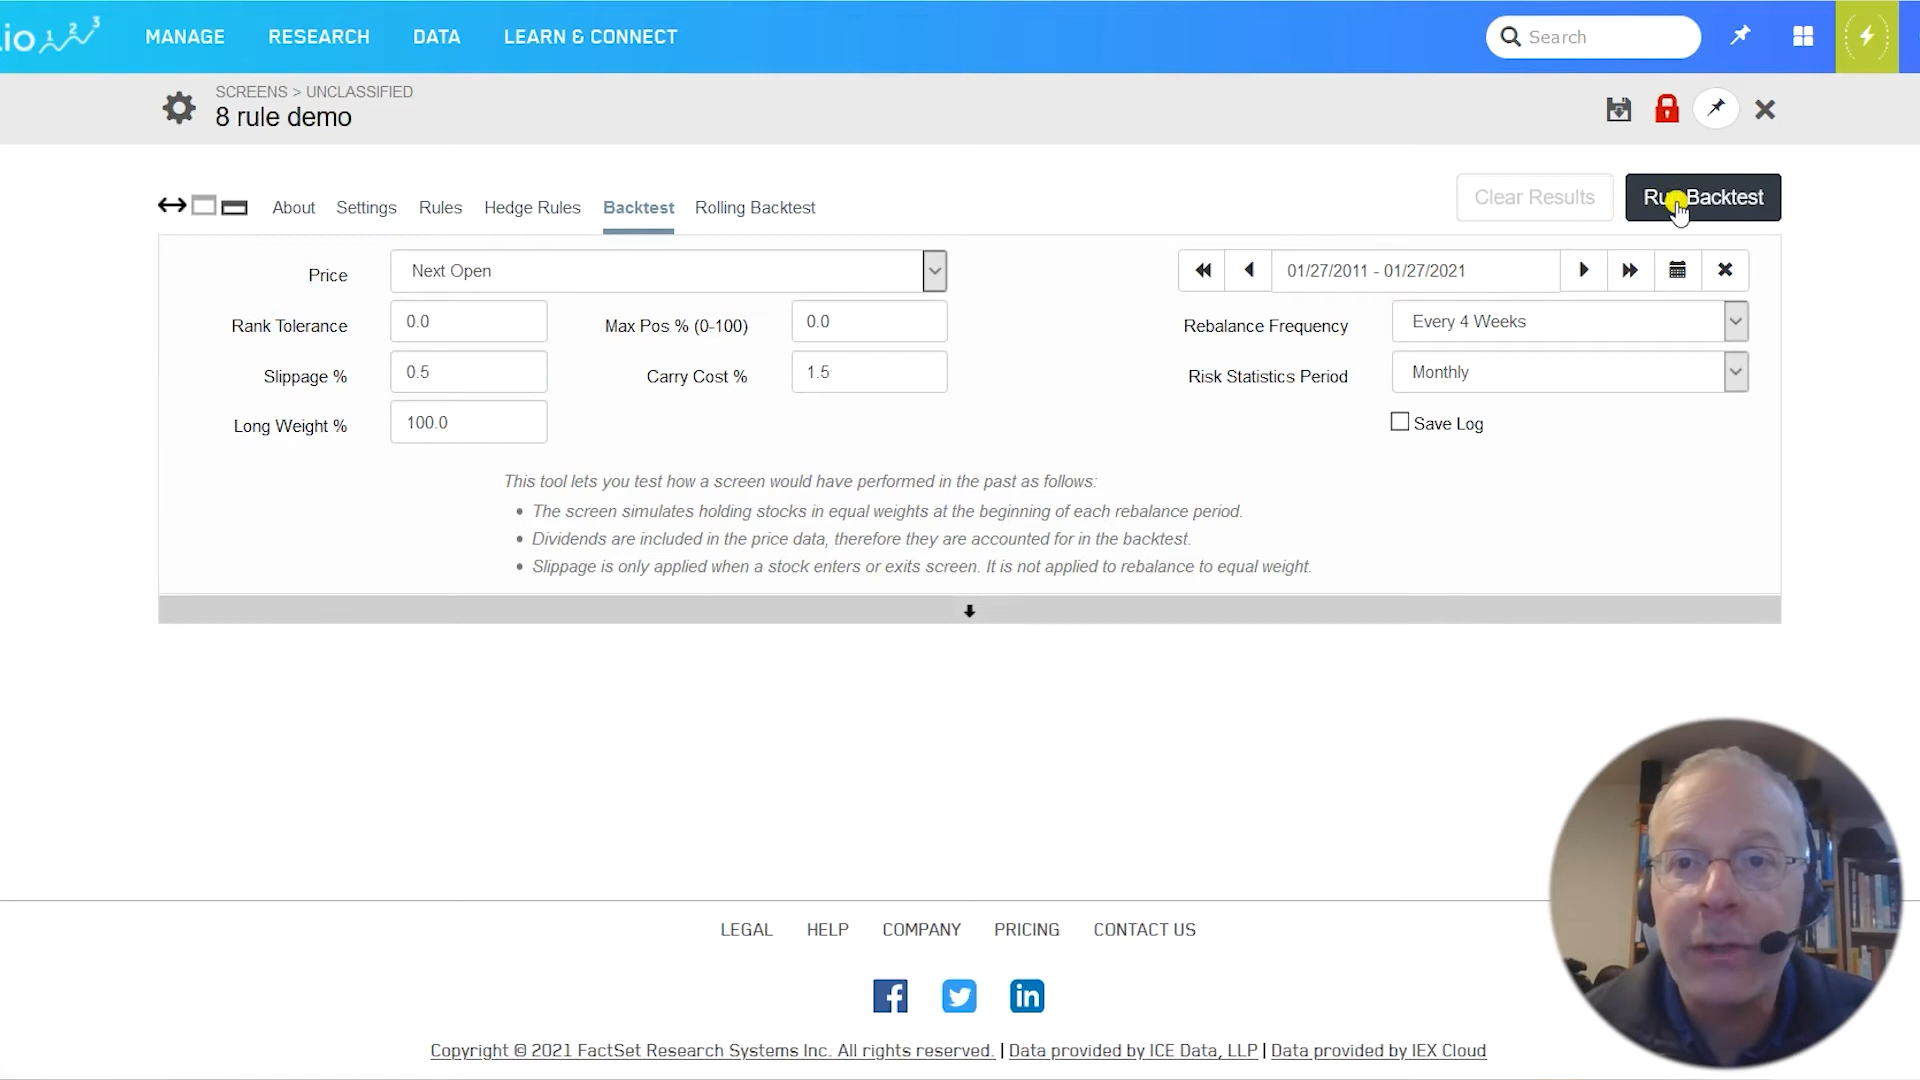 io 1 2 3
MANAGE RESEARCH DATA LEARN & CONNECT Search
SCREENS > UNCLASSIFIED
8 rule demo
About Settings Rules Hedge Rules Backtest Rolling Backtest Clear Results Run Backtest
Price Next Open 01/27/2011 - 01/27/2021
Rank Tolerance 0.0 Max Pos % (0-100) 0.0 Rebalance Frequency Every 4 Weeks
Slippage % 0.5 Carry Cost % 1.5 Risk Statistics Period Monthly
Long Weight % 100.0 Save Log
This tool lets you test how a screen would have performed in the past as follows:
• The screen simulates holding stocks in equal weights at the beginning of each rebalance period.
• Dividends are included in the price data, therefore they are accounted for in the backtest.
• Slippage is only applied when a stock enters or exits screen. It is not applied to rebalance to equal weight.
LEGAL HELP COMPANY PRICING CONTACT US
Copyright © 2021 FactSet Research Systems Inc. All rights reserved. | Data provided by ICE Data, LLP | Data provided by IEX Cloud